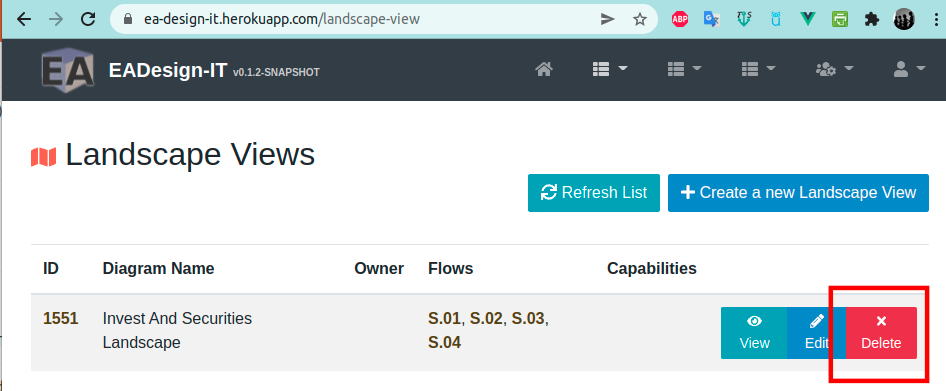 ea-design-it.herokuapp.com/landscape-view
ABP
EA EADesign-IT v0.1.2-SNAPSHOT
Landscape Views
Refresh List Create a new Landscape View
ID Diagram Name Owner Flows Capabilities
1551 Invest And Securities Landscape S.01, S.02, S.03, S.04
View Edit Delete